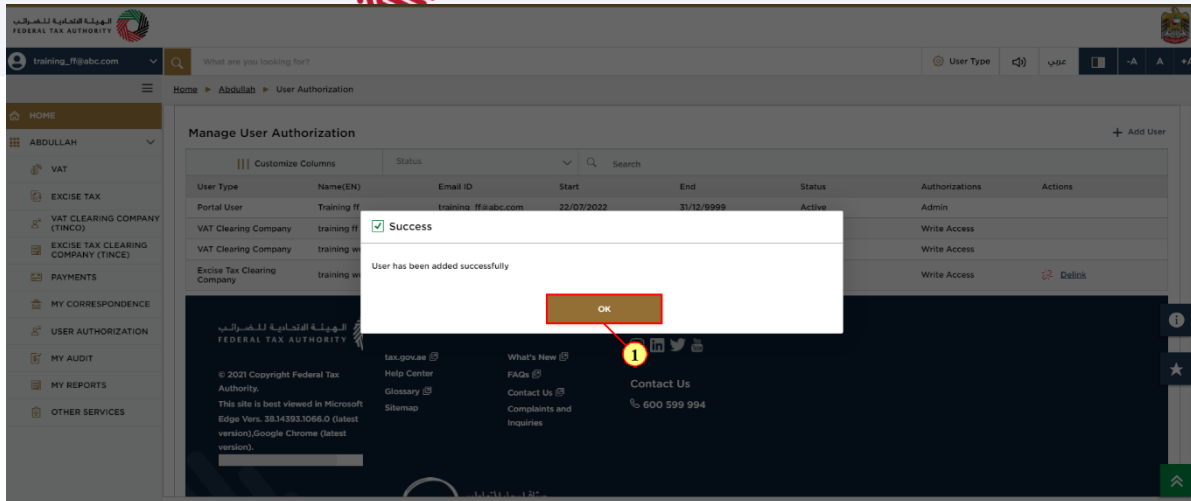 الهيئة الاتحادية للضرائب
FEDERAL TAX AUTHORITY
training_ff@abc.com
What are you looking for?
User Type
عربي
-A A +A
Home Abdullah User Authorization
HOME
ABDULLAH
VAT
EXCISE TAX
VAT CLEARING COMPANY
(TINCO)
EXCISE TAX CLEARING
COMPANY (TINCE)
PAYMENTS
MY CORRESPONDENCE
USER AUTHORIZATION
MY AUDIT
MY REPORTS
OTHER SERVICES
Manage User Authorization
+ Add User
Customize Columns Status Search
User Type Name(EN) Email ID Start End Status Authorizations Actions
Portal User Training ff training_ff@abc.com 22/07/2022 31/12/9999 Active Admin
VAT Clearing Company training ff Write Access
VAT Clearing Company training Write Access
Excise Tax Clearing
Company training Write Access Delink
Success
User has been added successfully
OK
1
الهيئة الاتحادية للضرائب
FEDERAL TAX AUTHORITY
© 2021 Copyright Federal Tax
Authority.
This site is best viewed in Microsoft
Edge Vers. 38.14393.1066.0 (latest
version),Google Chrome (latest
version).
tax.gov.ae
Help Center
Glossary
Sitemap
What's New
FAQs
Contact Us
Complaints and
Inquiries
Contact Us
600 599 994